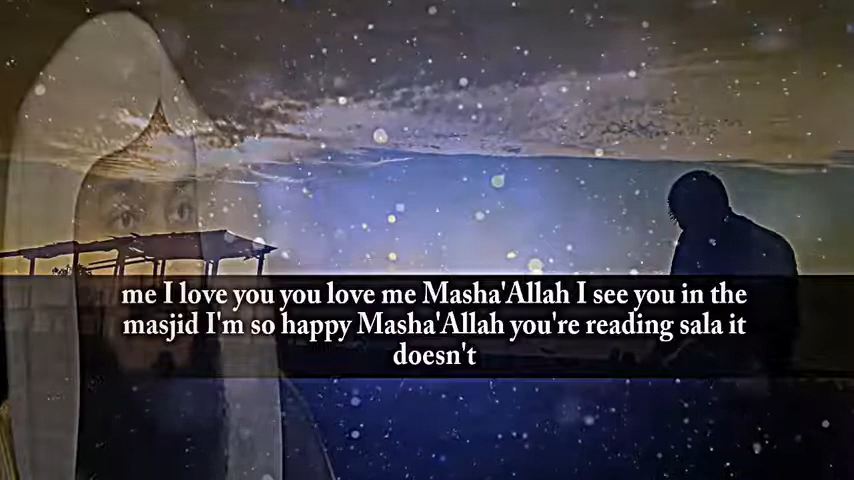 me I love you you love me Masha'Allah I see you in the
masjid I'm so happy Masha'Allah you're reading sala it
doesn't